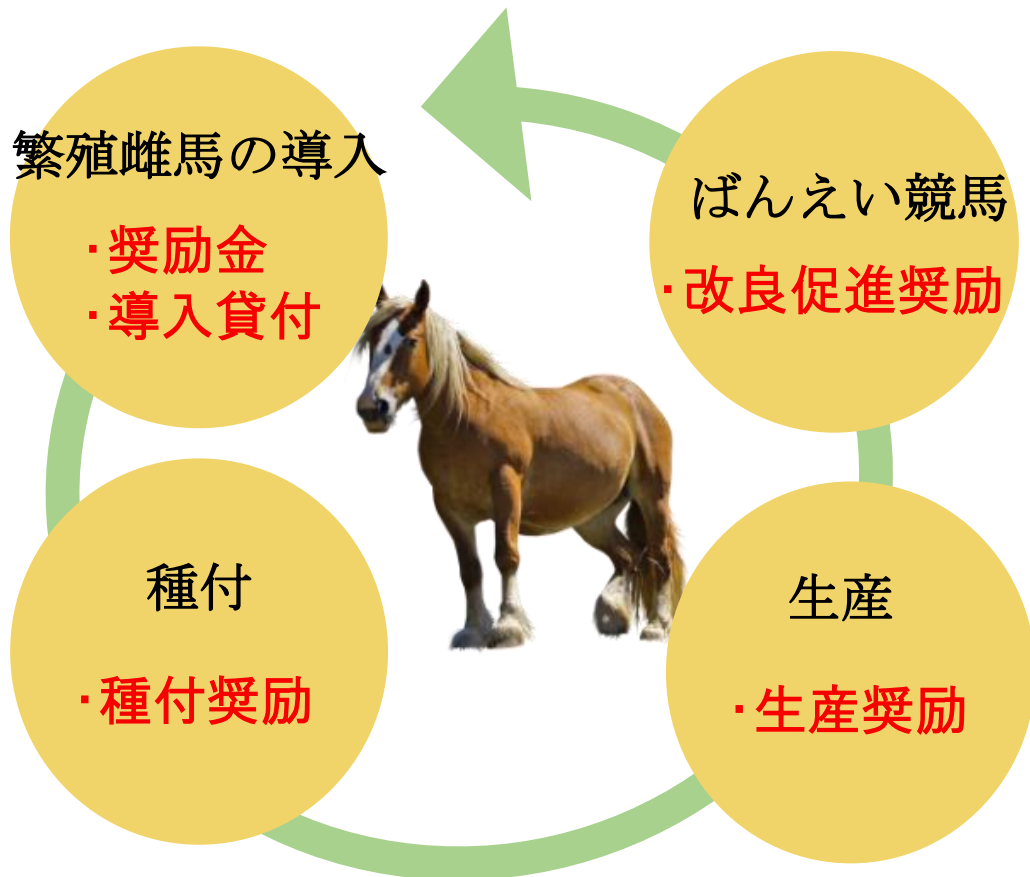 繁殖雌馬の導入
・奨励金
・導入貸付
種付
・種付奨励
生産
・生産奨励
ばんえい競馬
・改良促進奨励